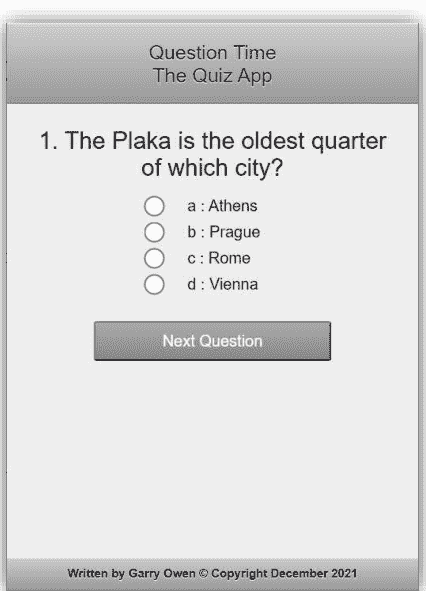 Question Time
The Quiz App
1. The Plaka is the oldest quarter
of which city?
a : Athens
b : Prague
c : Rome
d : Vienna
Next Question
Written by Garry Owen © Copyright December 2021